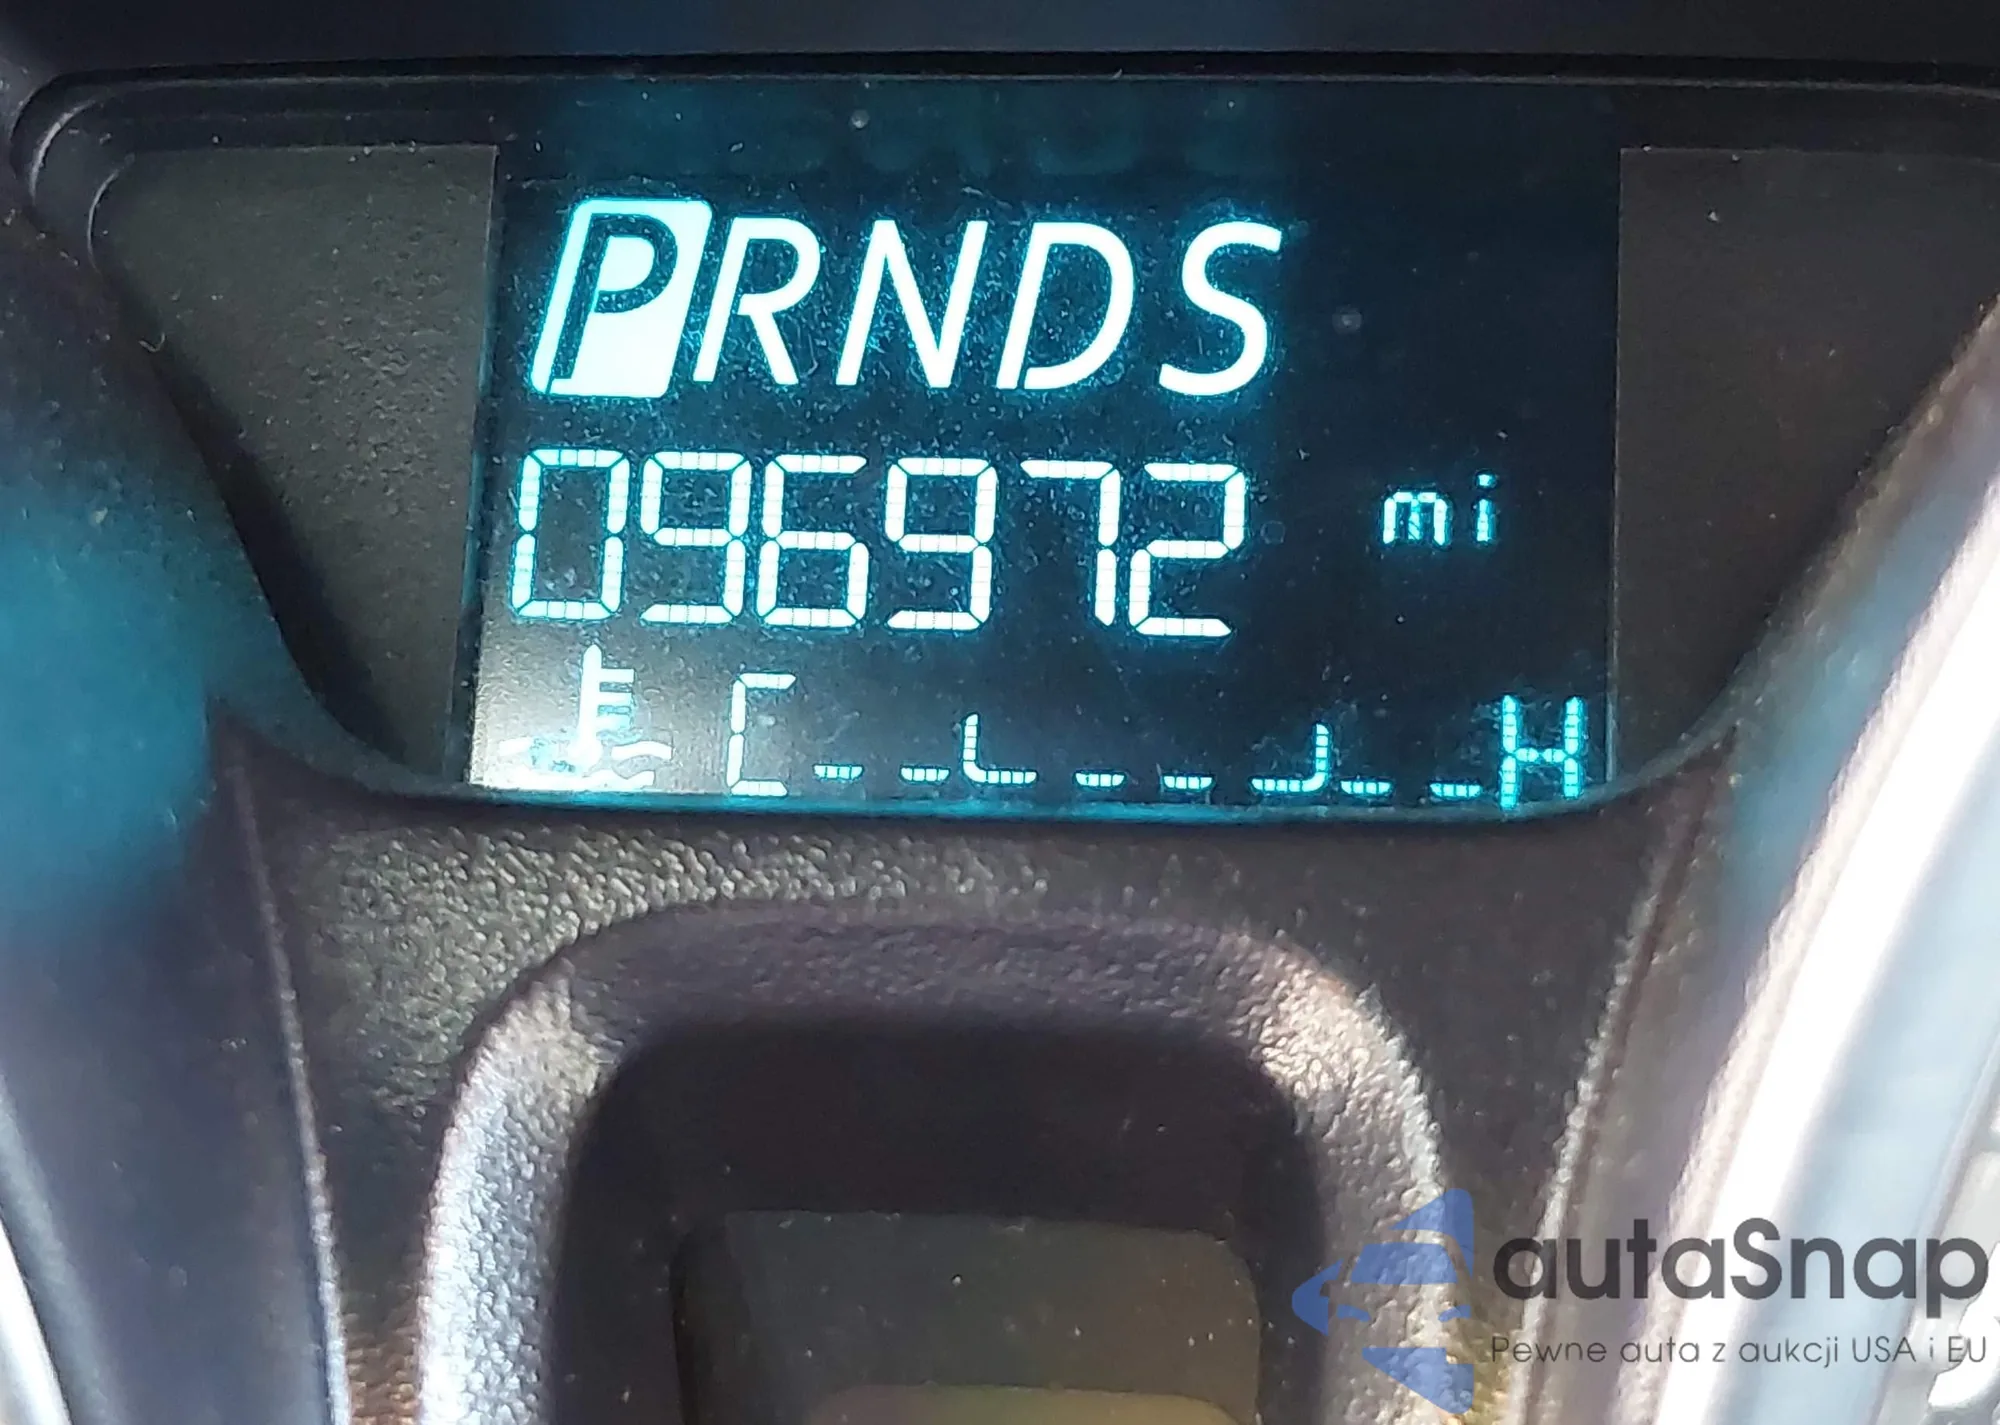 PRNDS
096972 mi
C H
autaSnap
Pewne auta z aukcji USA i EU